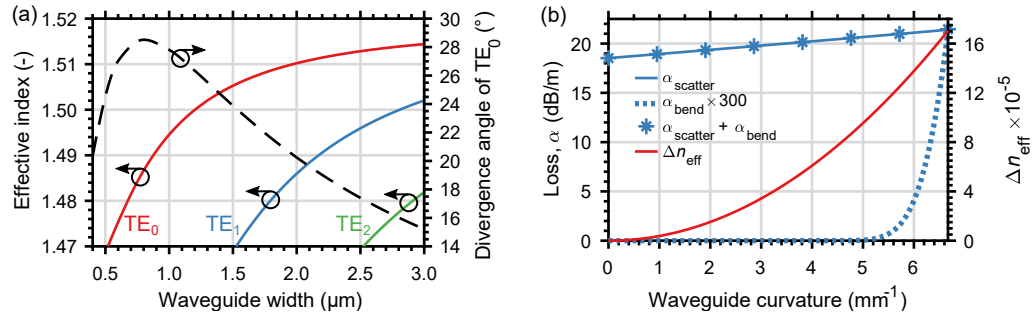 (a)
1.52
1.51
1.50
1.49
1.48
1.47
Effective index (-)
TE0
TE1
TE2
30
28
26
24
22
20
18
16
14
Divergence angle of TE0 (°)
0.5
1.0
1.5
2.0
2.5
3.0
Waveguide width (µm)
(b)
20
15
10
5
0
Loss, α (dB/m)
αscatter
αbend×300
αscatter + αbend
Δneff
16
12
8
4
0
Δneff ×10-5
0
1
2
3
4
5
6
Waveguide curvature (mm-1)